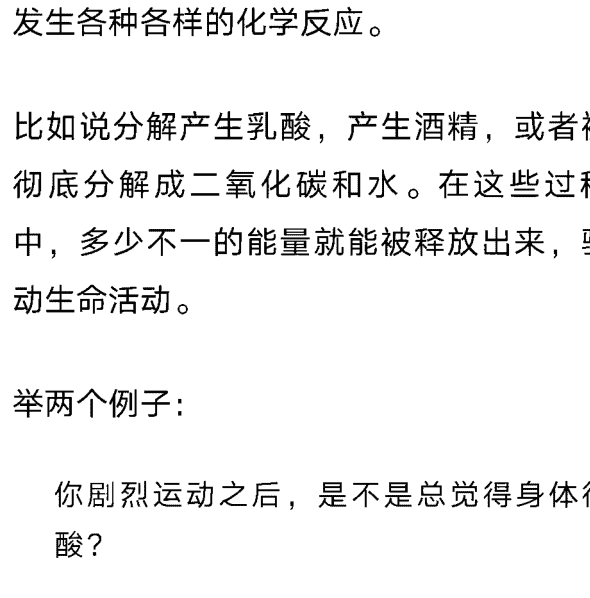 发生各种各样的化学反应。
比如说分解产生乳酸，产生酒精，或者
彻底分解成二氧化碳和水。在这些过
中，多少不一的能量就能被释放出来，
动生命活动。
举两个例子：
你剧烈运动之后，是不是总觉得身体
酸？